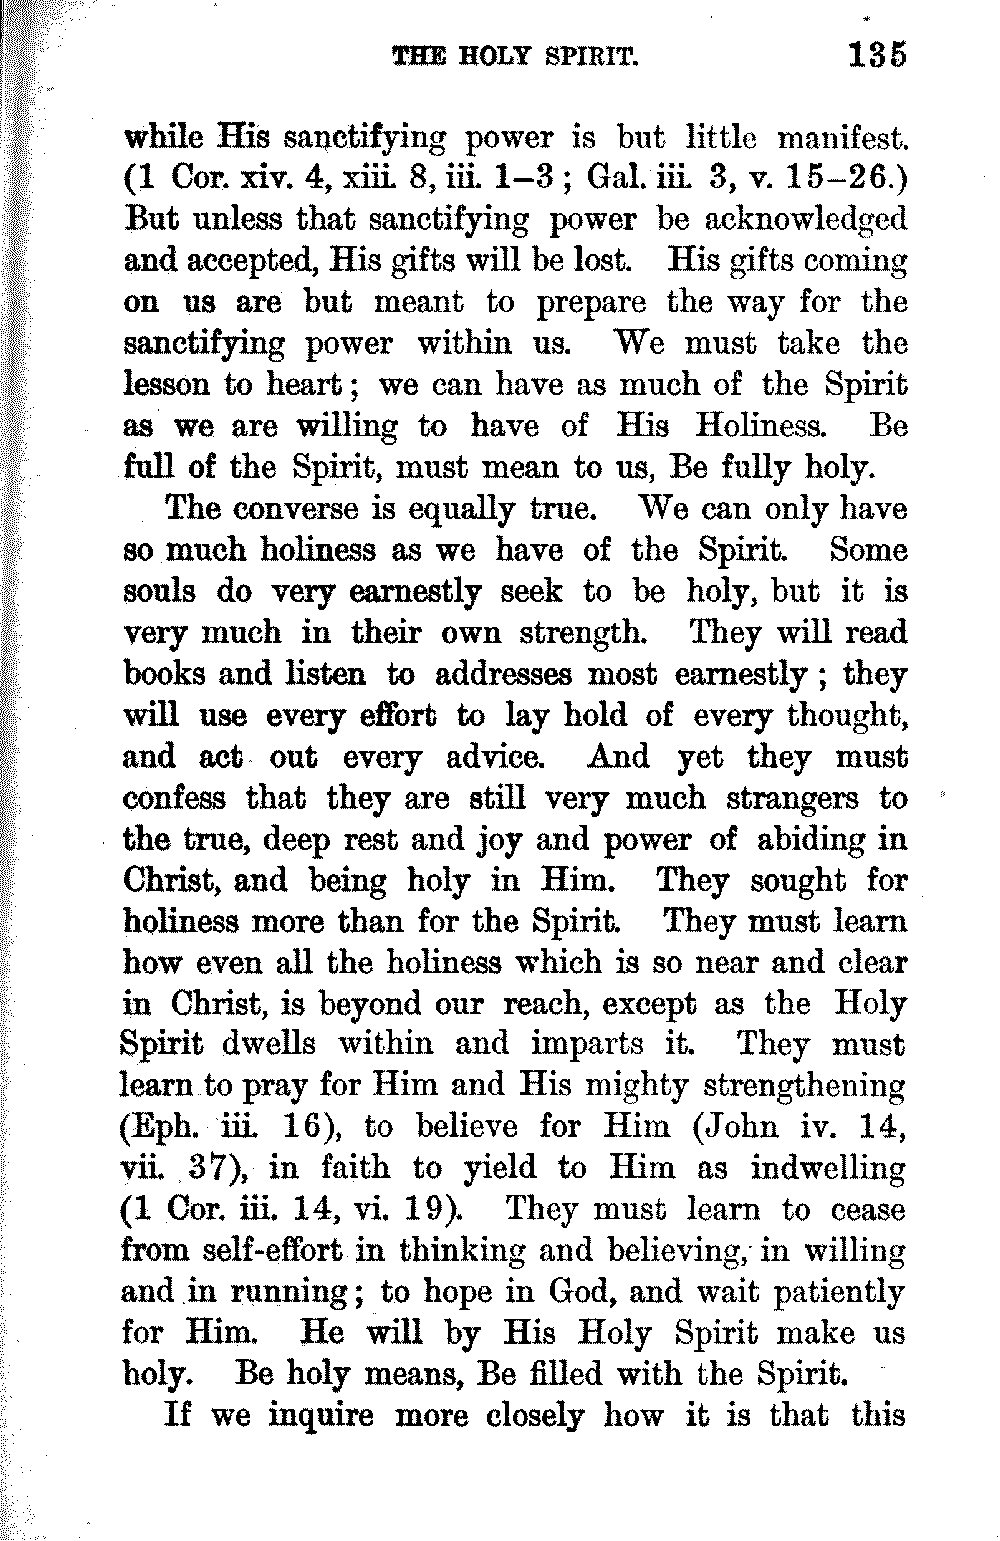 THE HOLY SPIRIT. 135
while His sanctifying power is but little manifest.
(1 Cor. xiv. 4, xiii. 8, iii. 1–3 ; Gal. iii. 3, v. 15–26.)
But unless that sanctifying power be acknowledged
and accepted, His gifts will be lost. His gifts coming
on us are but meant to prepare the way for the
sanctifying power within us. We must take the
lesson to heart ; we can have as much of the Spirit
as we are willing to have of His Holiness. Be
full of the Spirit, must mean to us, Be fully holy.
The converse is equally true. We can only have
so much holiness as we have of the Spirit. Some
souls do very earnestly seek to be holy, but it is
very much in their own strength. They will read
books and listen to addresses most earnestly ; they
will use every effort to lay hold of every thought,
and act out every advice. And yet they must
confess that they are still very much strangers to
the true, deep rest and joy and power of abiding in
Christ, and being holy in Him. They sought for
holiness more than for the Spirit. They must learn
how even all the holiness which is so near and clear
in Christ, is beyond our reach, except as the Holy
Spirit dwells within and imparts it. They must
learn to pray for Him and His mighty strengthening
(Eph. iii. 16), to believe for Him (John iv. 14,
vii. 37), in faith to yield to Him as indwelling
(1 Cor. iii. 14, vi. 19). They must learn to cease
from self-effort in thinking and believing, in willing
and in running ; to hope in God, and wait patiently
for Him. He will by His Holy Spirit make us
holy. Be holy means, Be filled with the Spirit.
If we inquire more closely how it is that this